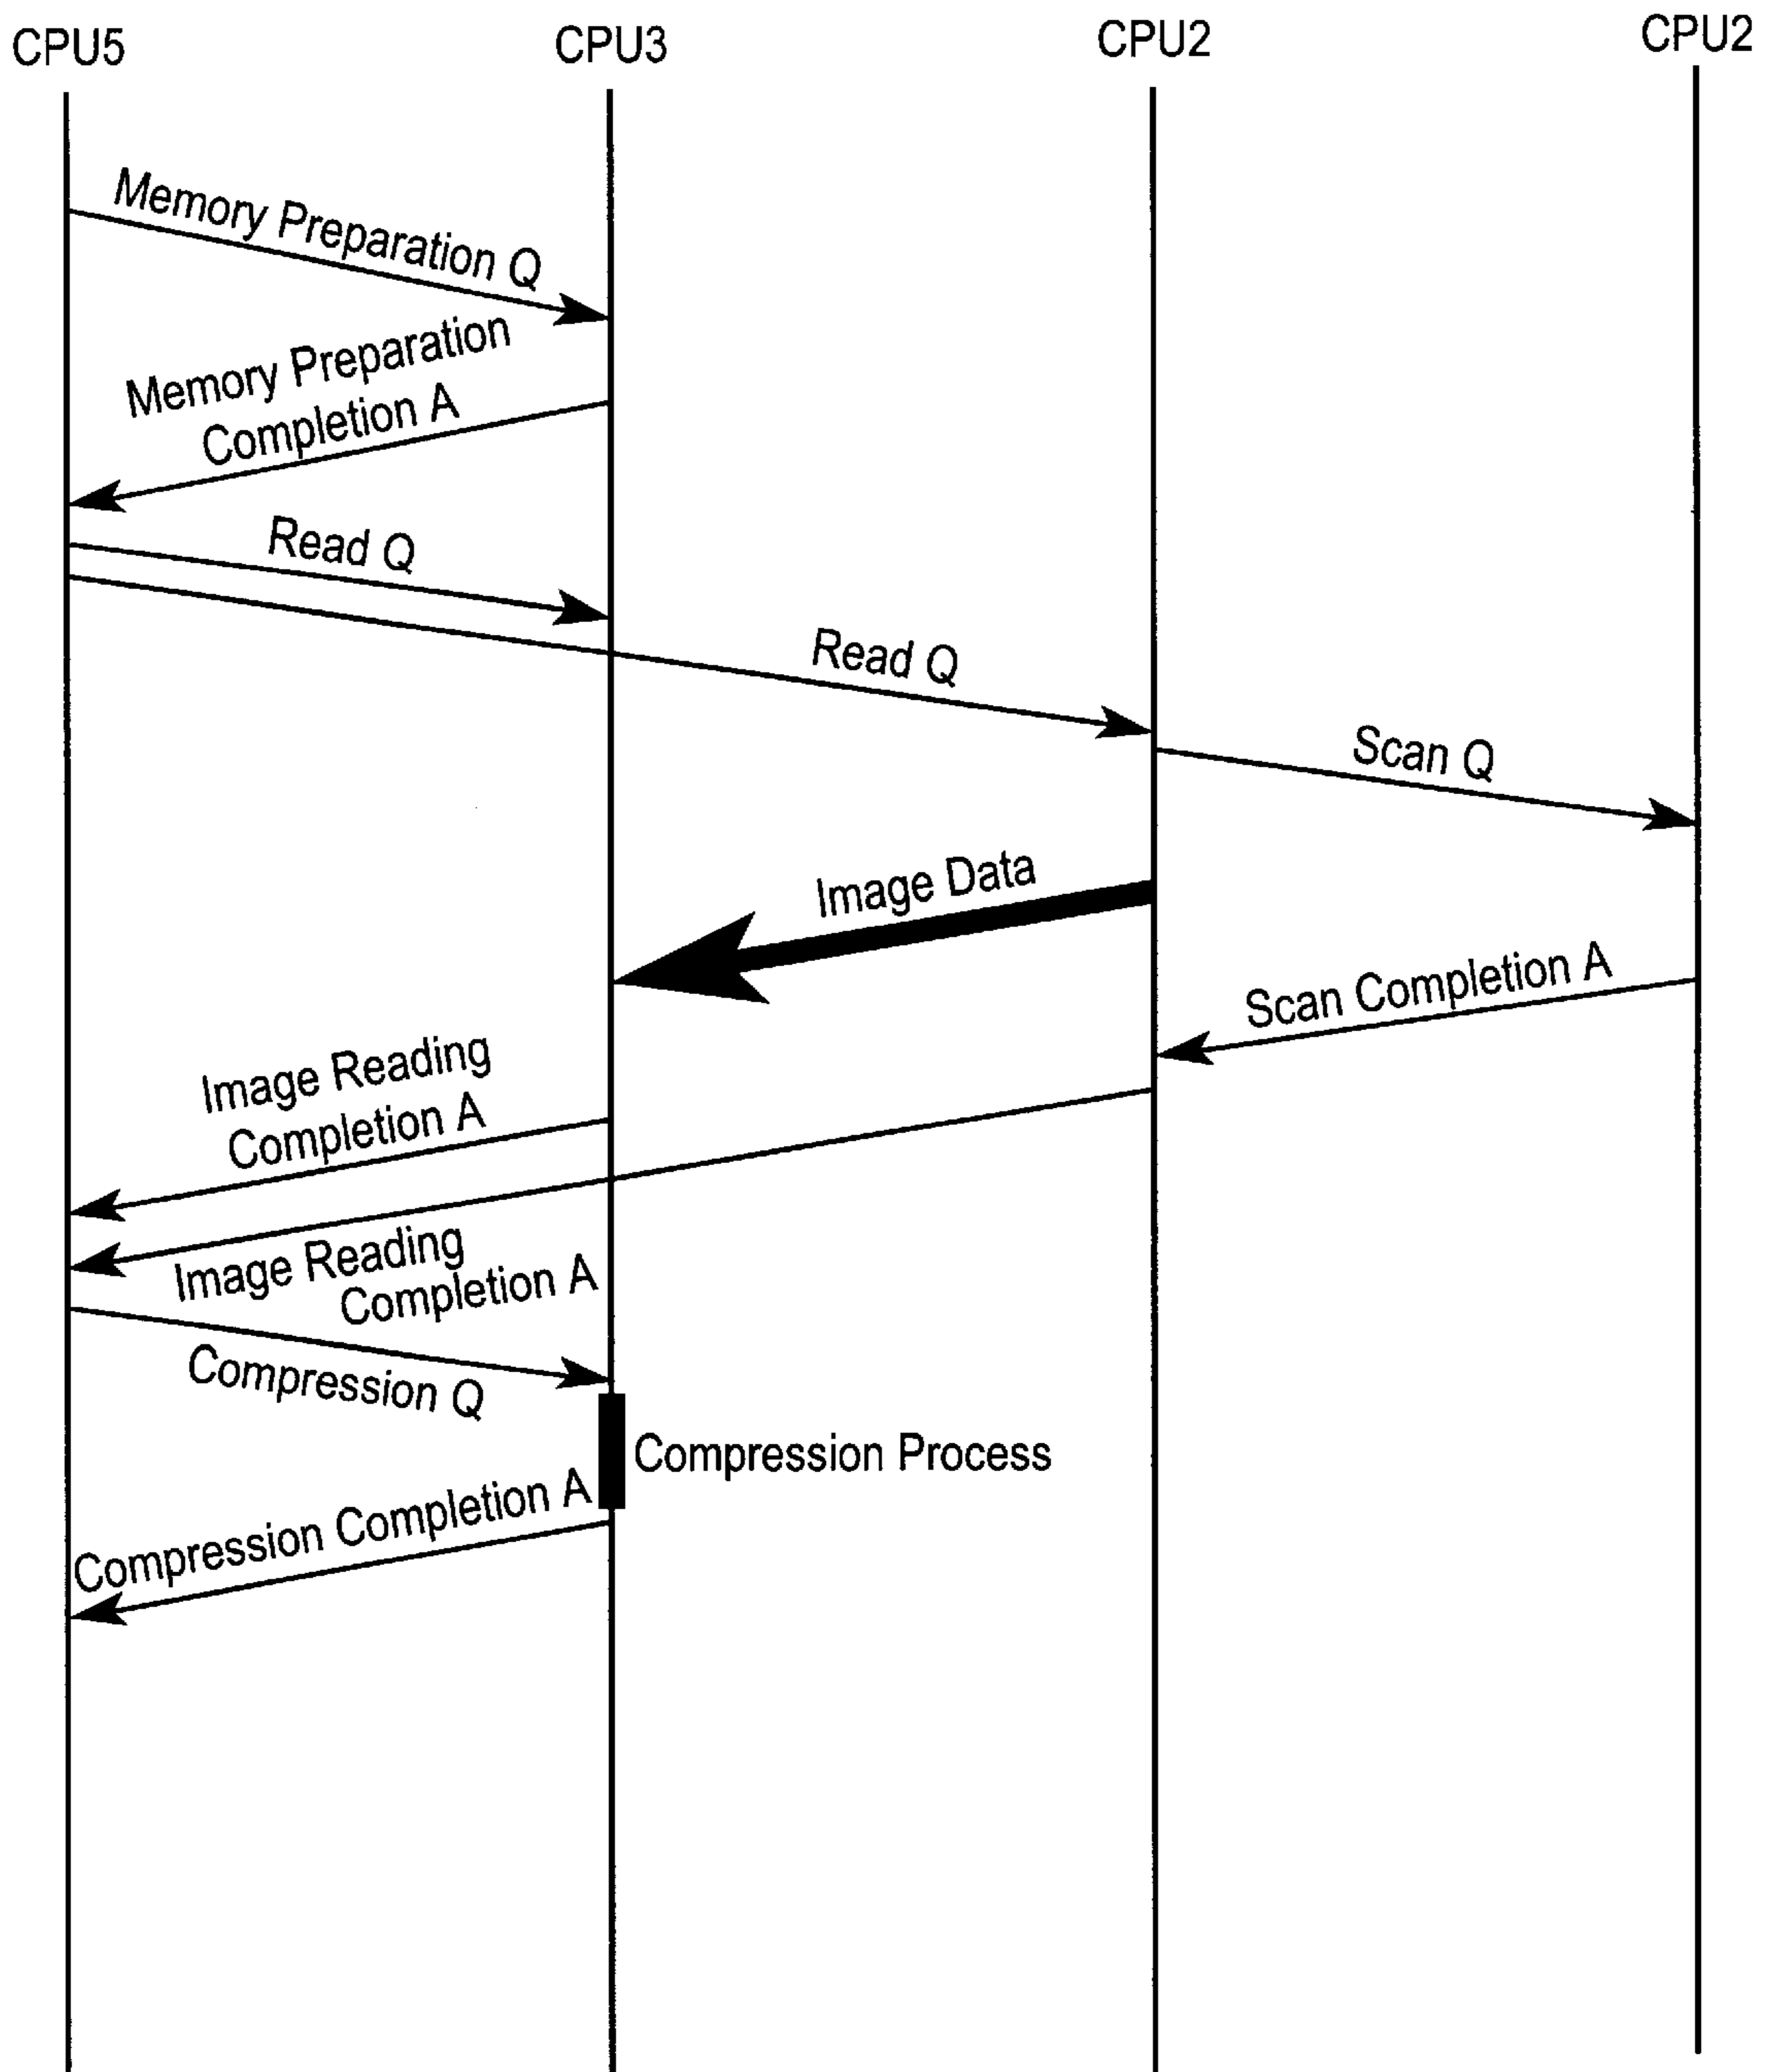 CPU5
CPU3
CPU2
CPU2
Memory Preparation Q
Memory Preparation
Completion A
Read Q
Read Q
Scan Q
Image Data
Scan Completion A
Image Reading
Completion A
Image Reading
Completion A
Compression Q
Compression Process
Compression Completion A